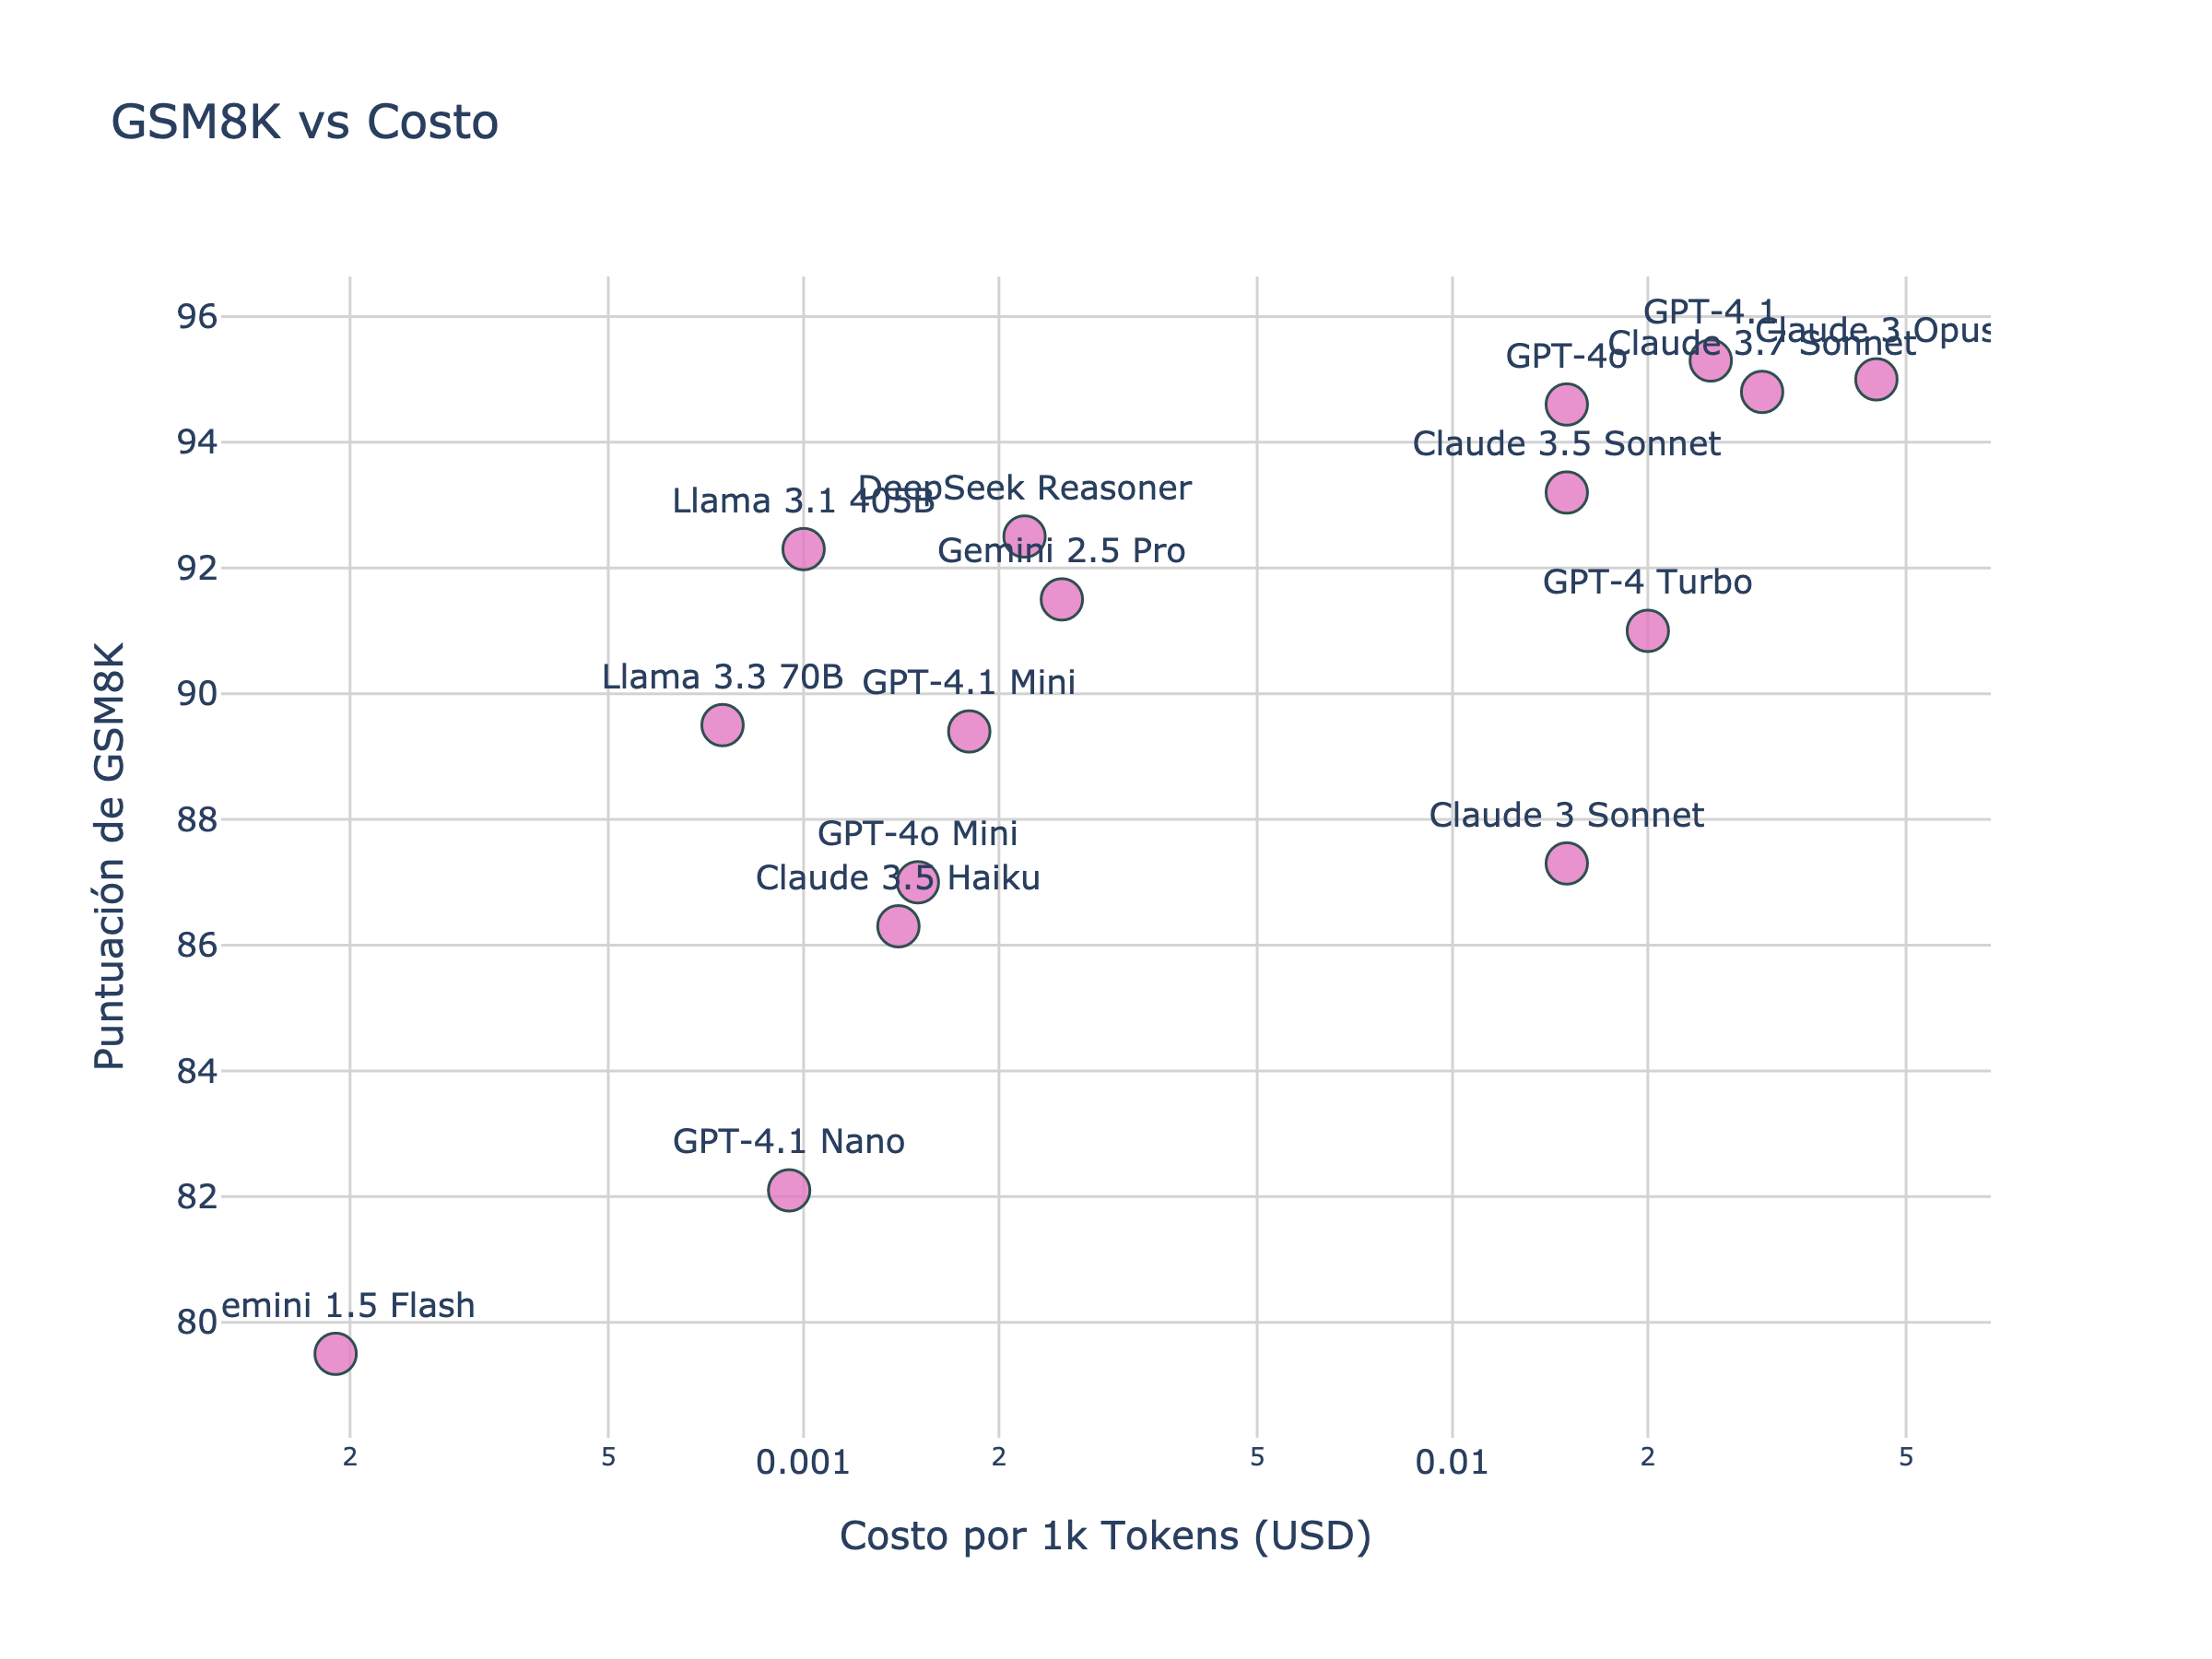 GSM8K vs Costo
Puntuación de GSM8K
96
94
92
90
88
86
84
82
80
GPT-4.1
Claude 3 Opus
Claude 3.7 Sonnet
GPT-4o
Claude 3.5 Sonnet
DeepSeek Reasoner
Llama 3.1 405B
Gemini 2.5 Pro
GPT-4 Turbo
Llama 3.3 70B
GPT-4.1 Mini
Claude 3 Sonnet
GPT-4o Mini
Claude 3.5 Haiku
GPT-4.1 Nano
emini 1.5 Flash
2
5
0.001
2
5
0.01
2
5
Costo por 1k Tokens (USD)